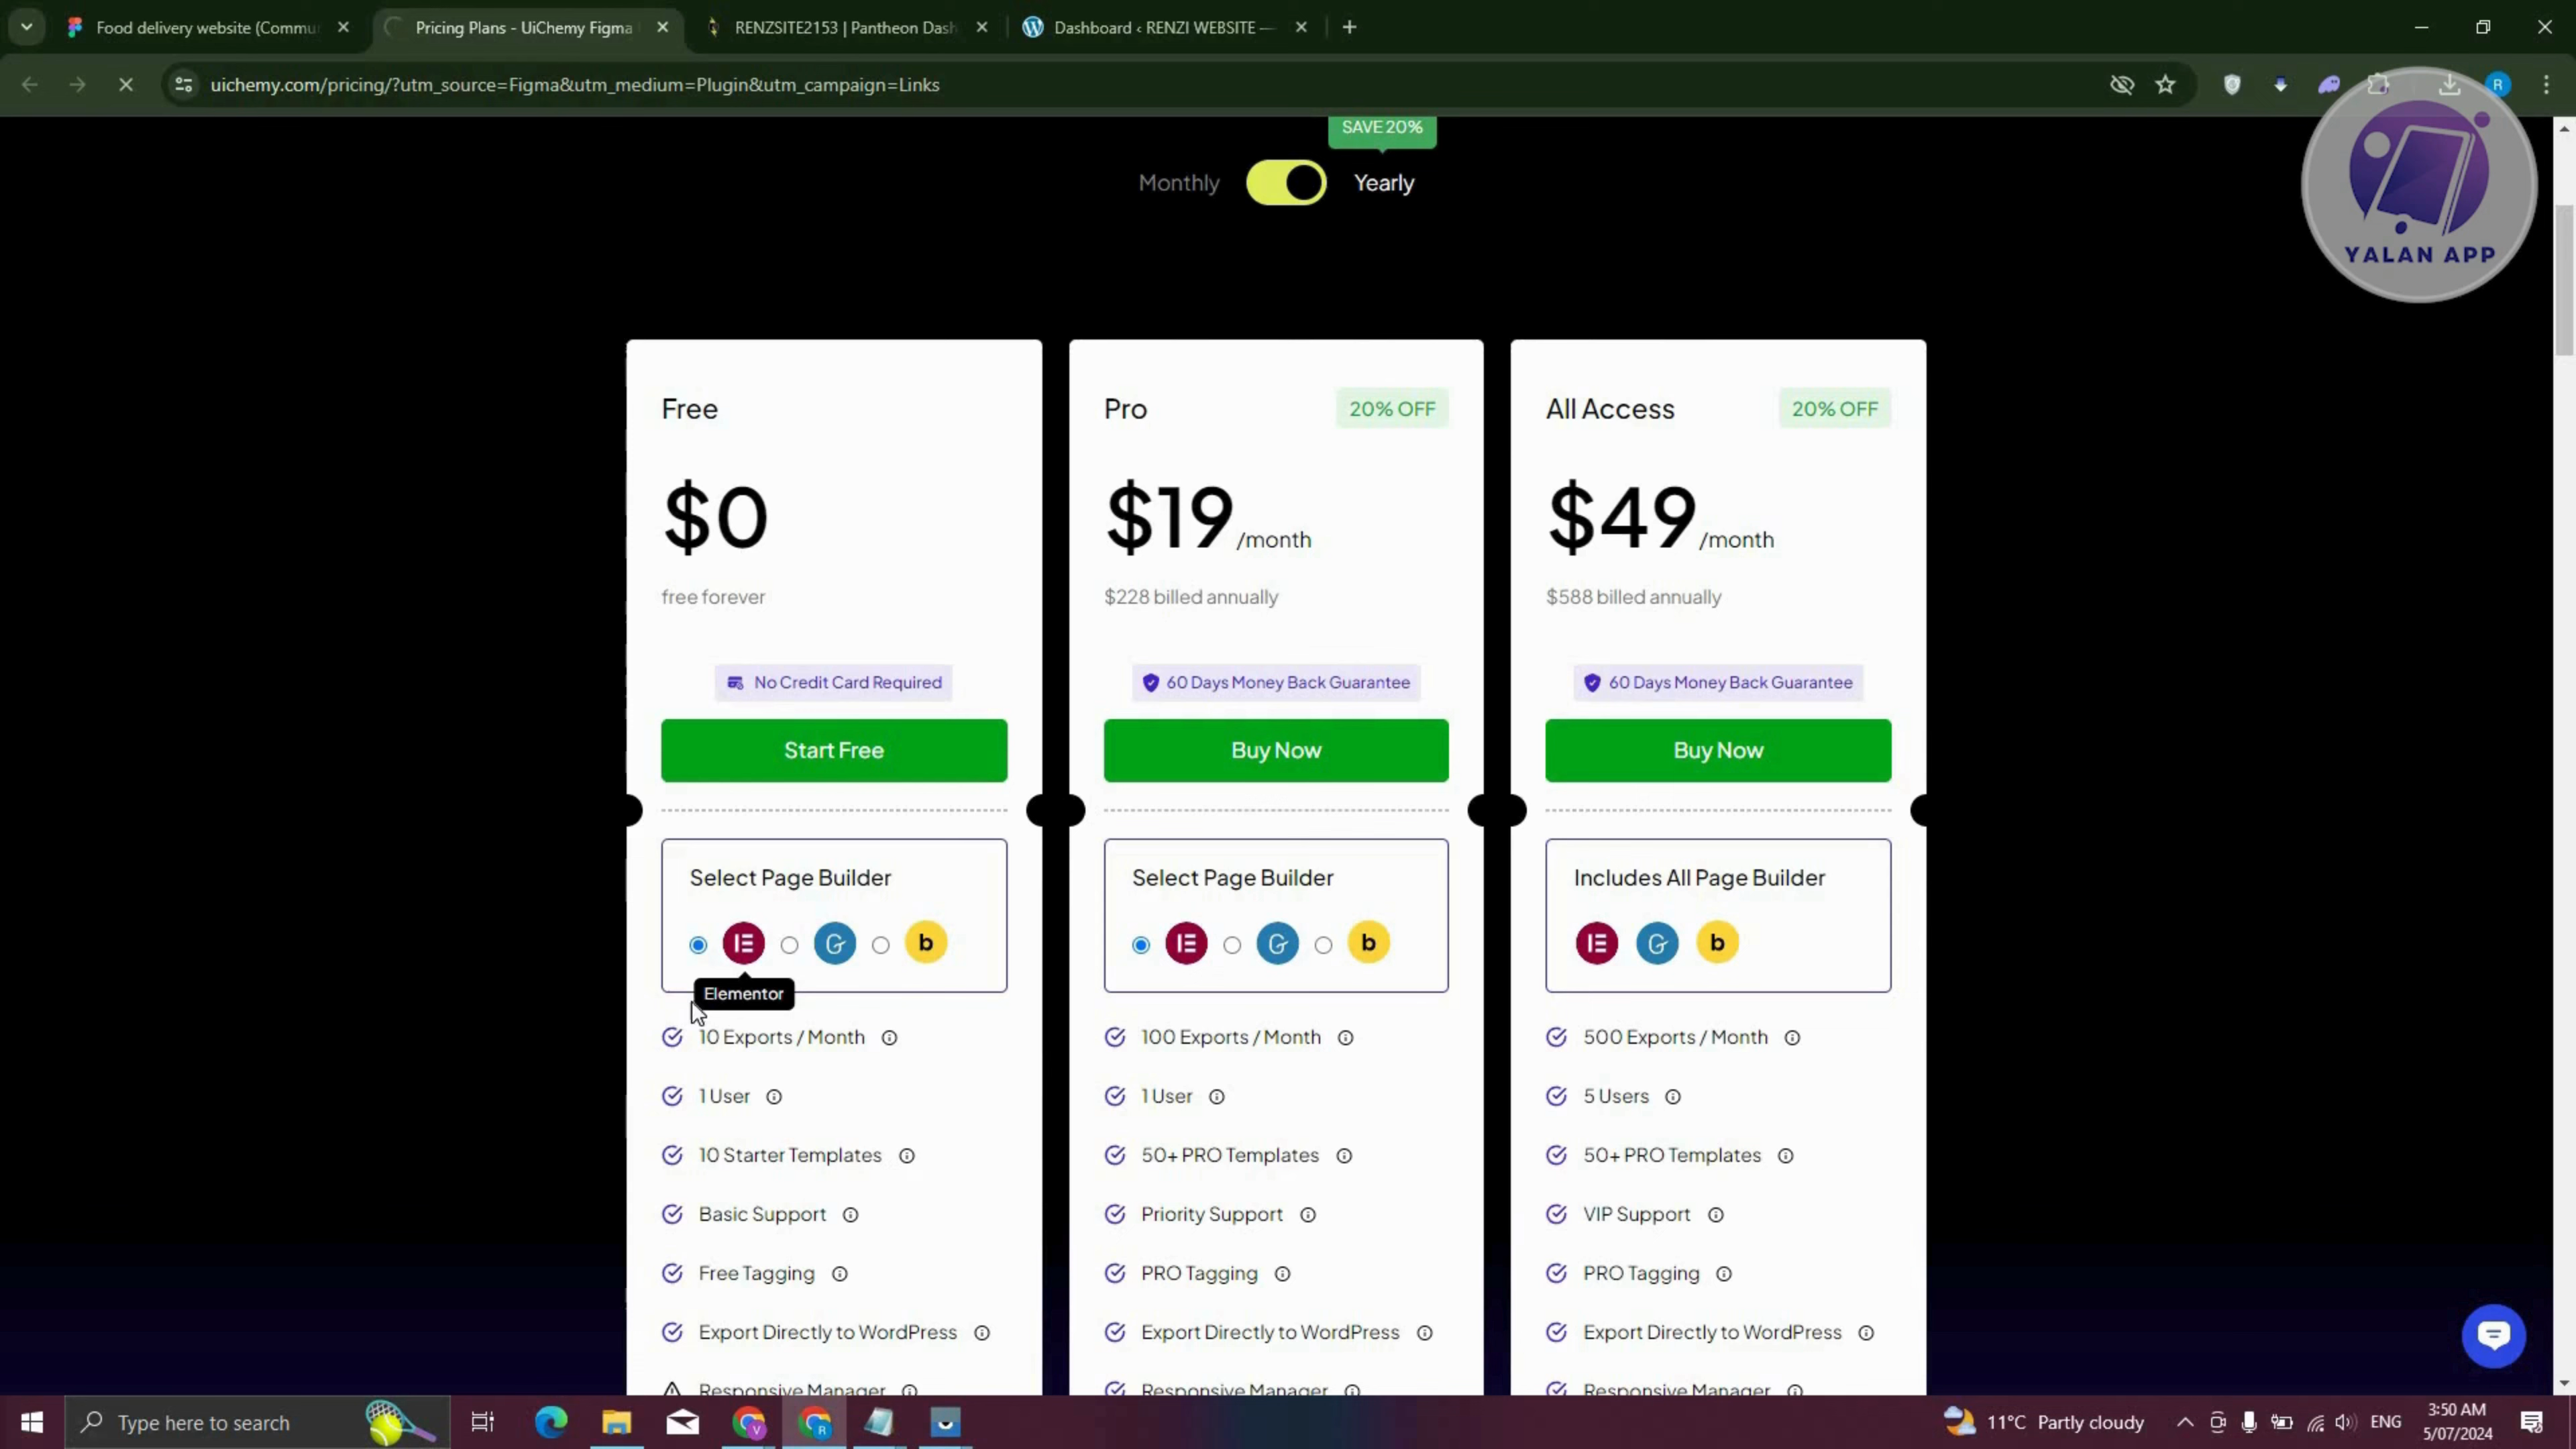 Food delivery website (Commu
Pricing Plans - UiChemy Figma
RENZSITE2153 | Pantheon Dash
Dashboard ‹ RENZI WEBSITE —
uichemy.com/pricing/?utm_source=Figma&utm_medium=Plugin&utm_campaign=Links
R
YALAN APP
SAVE 20%
Monthly
Yearly
Free
Pro
20% OFF
All Access
20% OFF
$0
$19 /month
$49 /month
free forever
$228 billed annually
$588 billed annually
No Credit Card Required
60 Days Money Back Guarantee
60 Days Money Back Guarantee
Start Free
Buy Now
Buy Now
Select Page Builder
Select Page Builder
Includes All Page Builder
b
b
b
Elementor
10 Exports / Month
100 Exports / Month
500 Exports / Month
1 User
1 User
5 Users
10 Starter Templates
50+ PRO Templates
50+ PRO Templates
Basic Support
Priority Support
VIP Support
Free Tagging
PRO Tagging
PRO Tagging
Export Directly to WordPress
Export Directly to WordPress
Export Directly to WordPress
Responsive Manager
Responsive Manager
Responsive Manager
Type here to search
V
R
11°C Partly cloudy
ENG
3:50 AM
5/07/2024